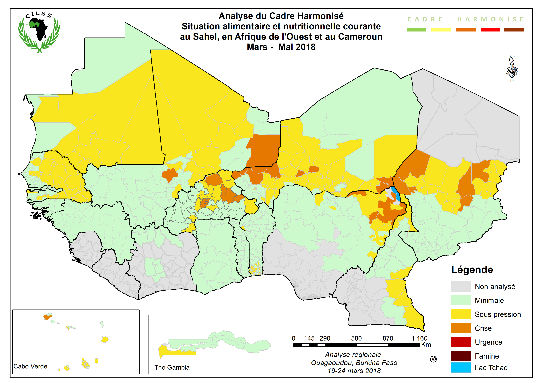 CILSS
Analyse du Cadre Harmonisé
Situation alimentaire et nutritionnelle courante
au Sahel, en Afrique de l'Ouest et au Cameroun
Mars - Mai 2018
CADRE HARMONISE
Légende
Non analysé
Minimale
Sous pression
Crise
Urgence
Famine
Lac Tchad
Km
Analyse régionale
Ouagadougou, Burkina Faso
19-24 mars 2018
Cabo Verde
The Gambia